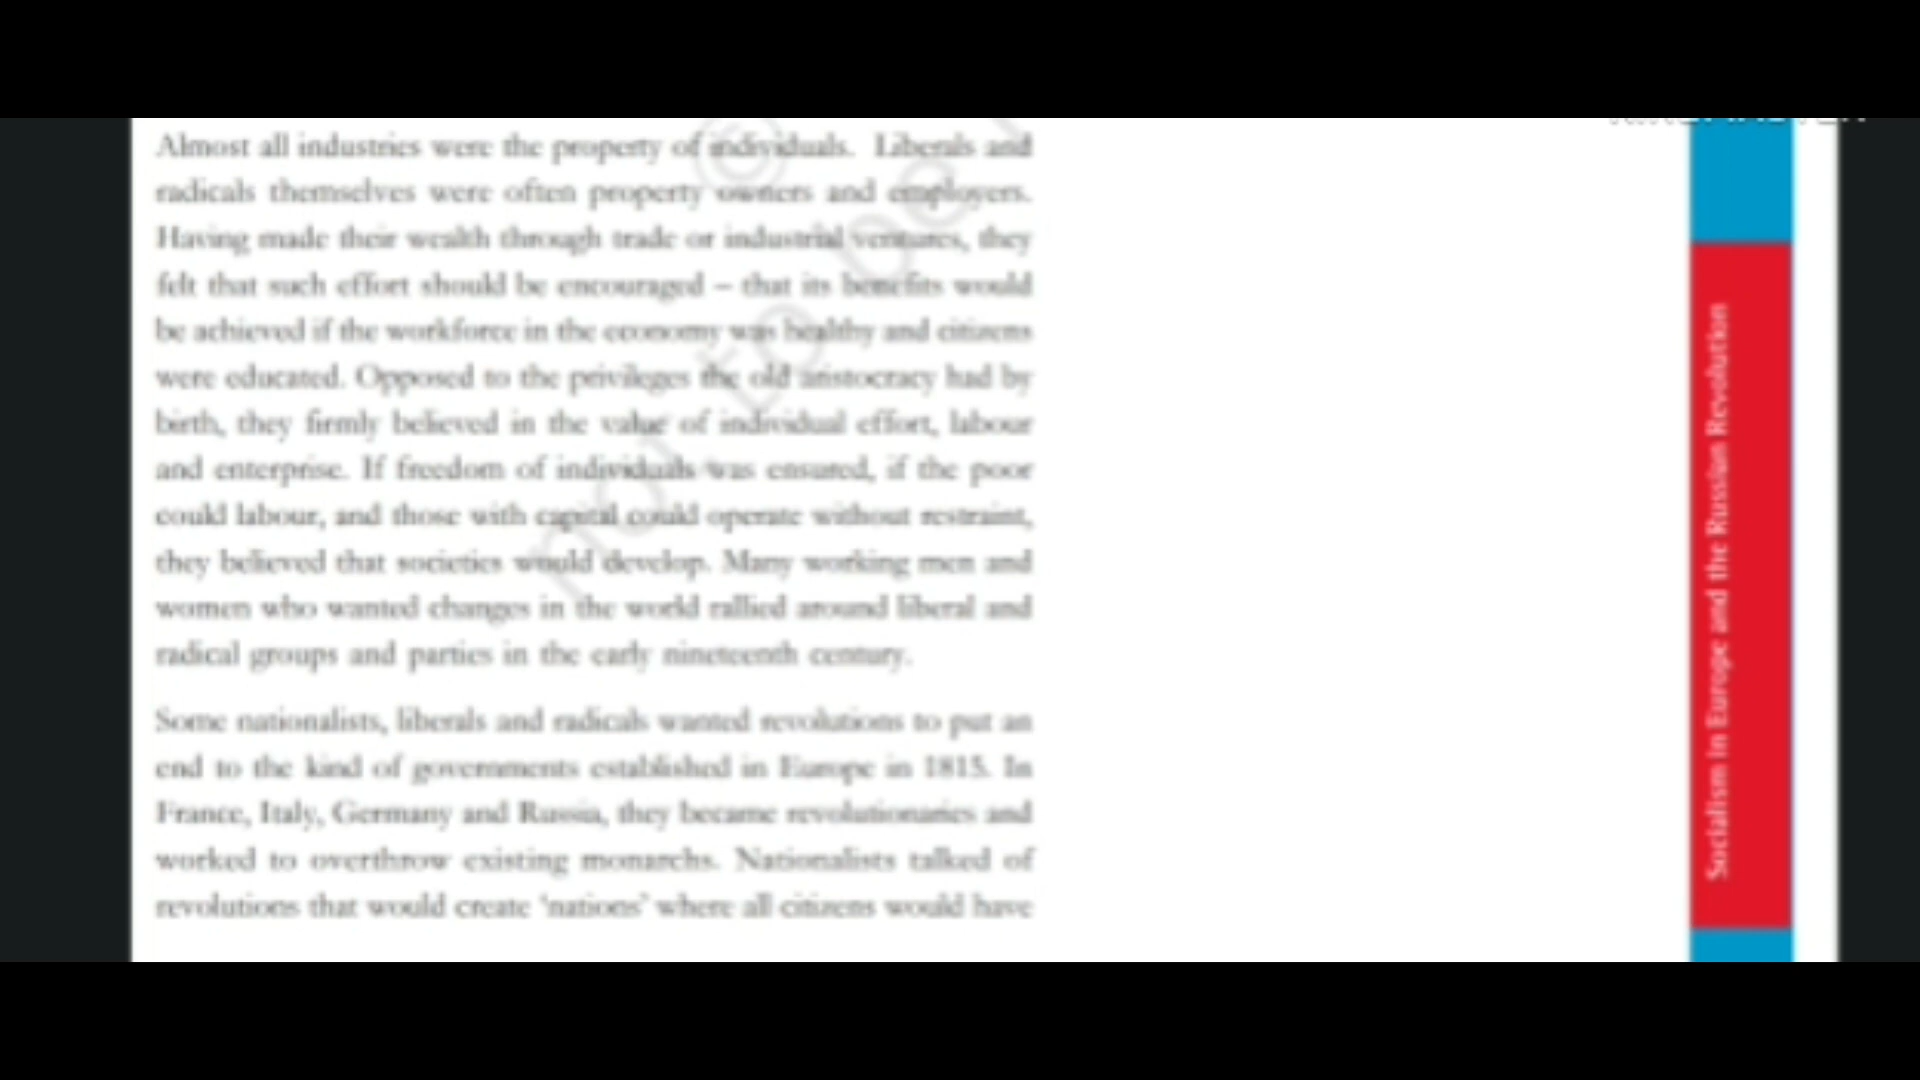 Almost all industries were the property of individuals. Liberals and
radicals themselves were often property owners and employers.
Having made their wealth through trade or industrial ventures, they
felt that such effort should be encouraged – that its benefits would
be achieved if the workforce in the economy was healthy and citizens
were educated. Opposed to the privileges the old aristocracy had by
birth, they firmly believed in the value of individual effort, labour
and enterprise. If freedom of individuals was ensured, if the poor
could labour, and those with capital could operate without restraint,
they believed that societies would develop. Many working men and
women who wanted changes in the world rallied around liberal and
radical groups and parties in the early nineteenth century.
Some nationalists, liberals and radicals wanted revolutions to put an
end to the kind of governments established in Europe in 1815. In
France, Italy, Germany and Russia, they became revolutionaries and
worked to overthrow existing monarchs. Nationalists talked of
revolutions that would create ‘nations’ where all citizens would have
Socialism in Europe and the Russian Revolution
©
not to be